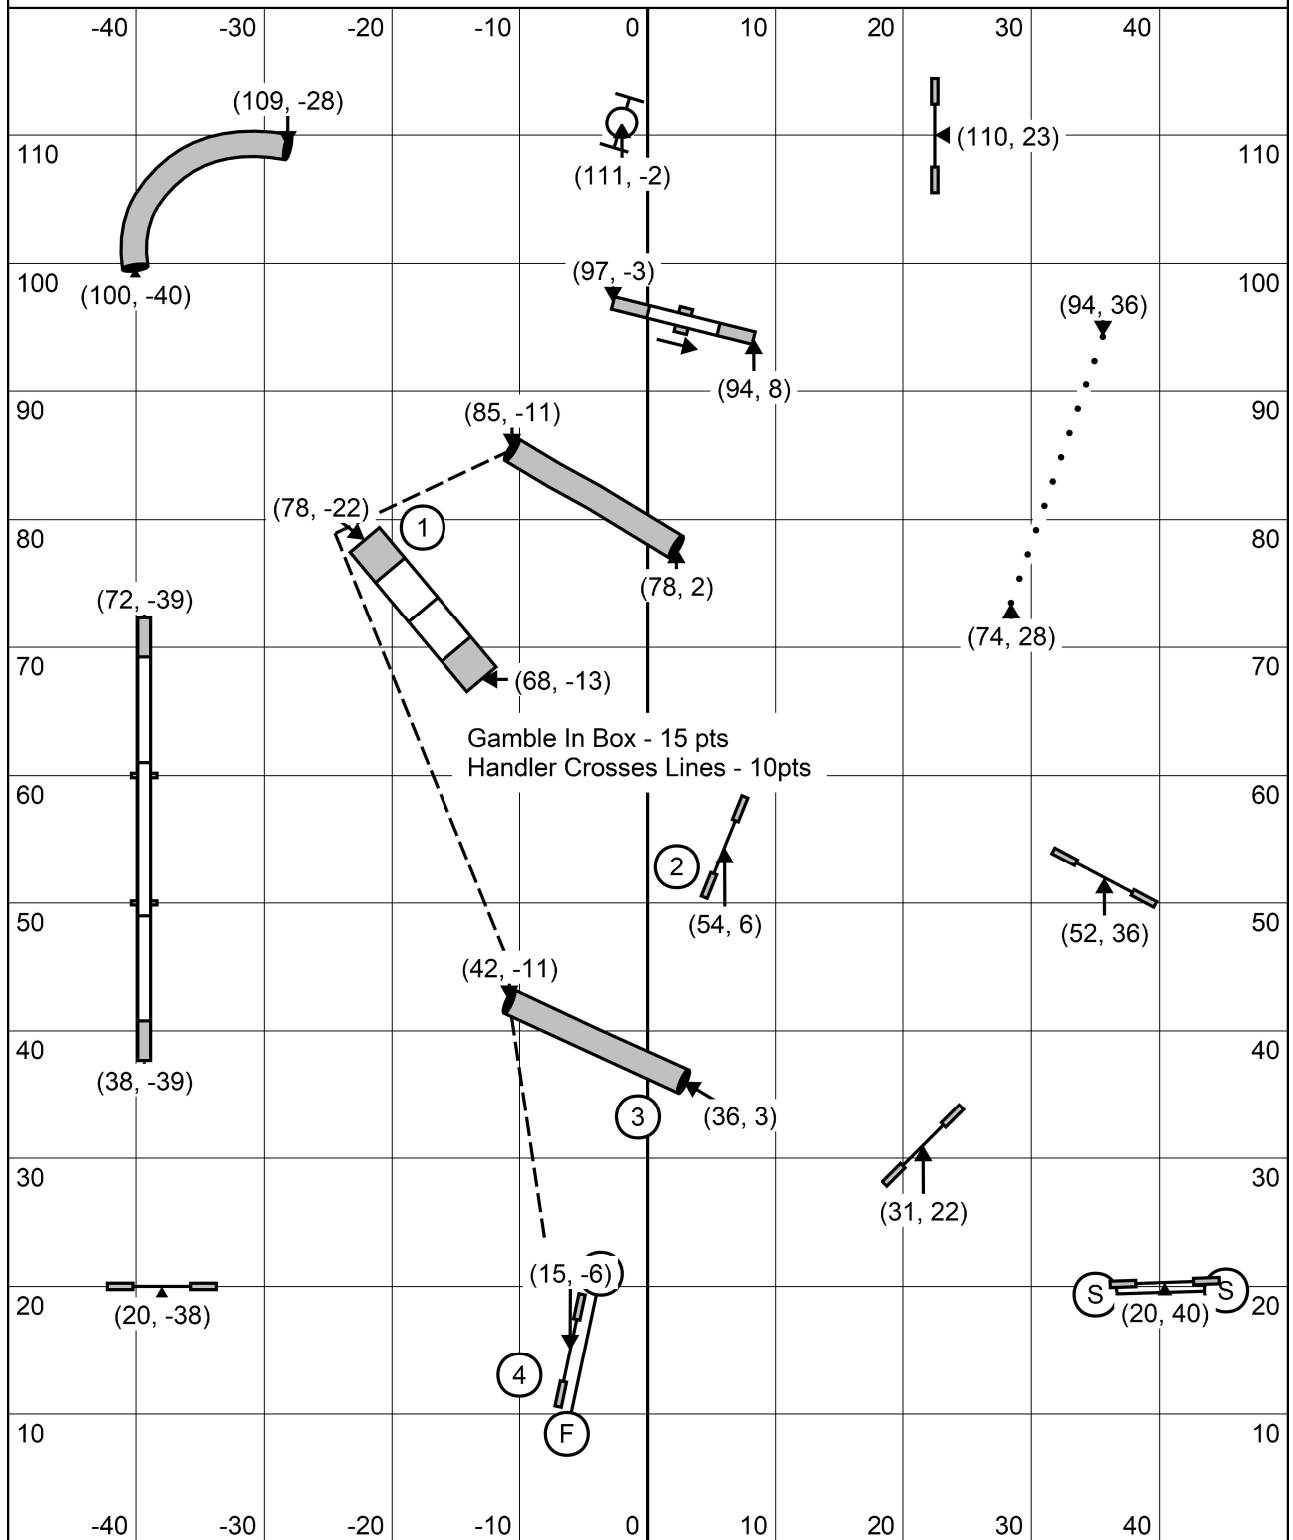 -40 -30 -20 -10 0 10 20 30 40
(109, -28)
110 (111, -2) (110, 23) 110
100 (100, -40) (97, -3) 100
(94, 36)
(94, 8)
90 (85, -11) 90
(78, -22) 1
80 80
(78, 2)
(72, -39)
(74, 28)
70 (68, -13) 70
Gamble In Box - 15 pts
Handler Crosses Lines - 10pts
60 60
2
50 (54, 6) (52, 36) 50
(42, -11)
40 40
(38, -39)
3 (36, 3)
30 30
(31, 22)
(15, -6)
20 S S 20
(20, -38) (20, 40)
4
10 F 10
-40 -30 -20 -10 0 10 20 30 40